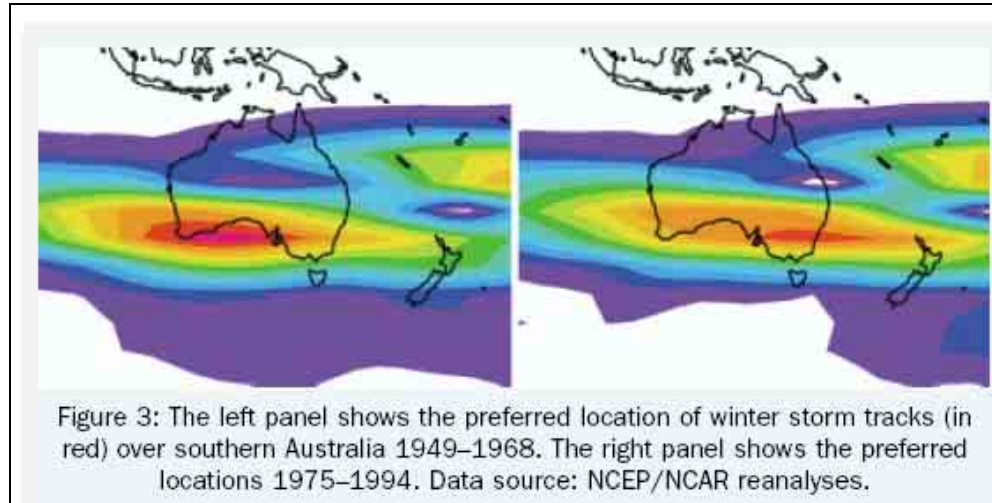 Figure 3: The left panel shows the preferred location of winter storm tracks (in
red) over southern Australia 1949–1968. The right panel shows the preferred
locations 1975–1994. Data source: NCEP/NCAR reanalyses.